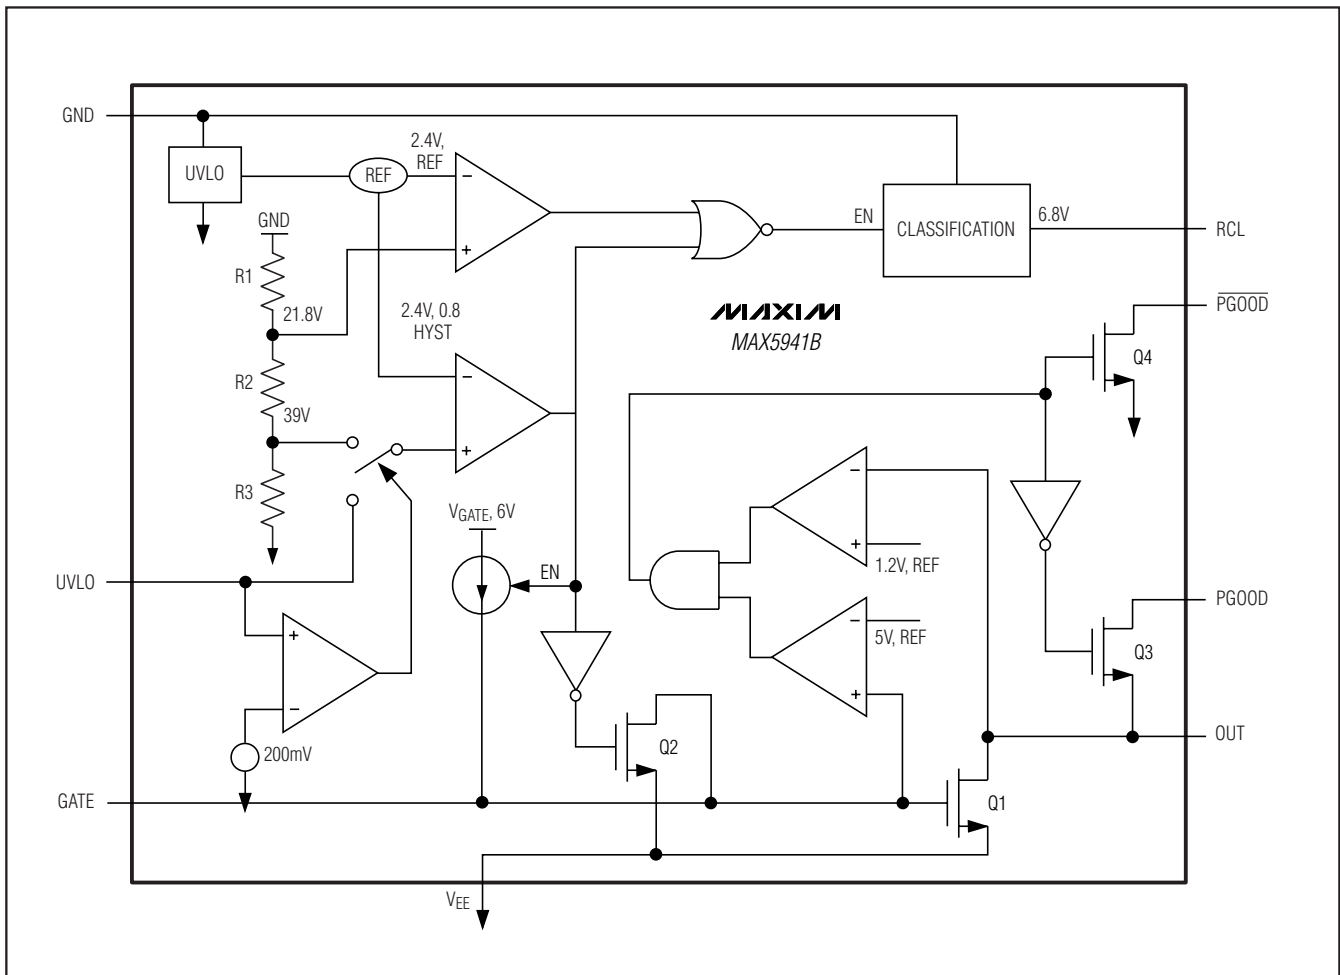 GND
UVLO
REF
2.4V,
REF
−
+
GND
R1
21.8V
2.4V, 0.8
HYST
R2
39V
−
+
R3
EN
CLASSIFICATION
6.8V
RCL
MAXIM
MAX5941B
PGOOD
Q4
VGATE, 6V
EN
−
+
1.2V, REF
−
5V, REF
+
PGOOD
Q3
UVLO
+
−
200mV
Q2
OUT
GATE
Q1
VEE